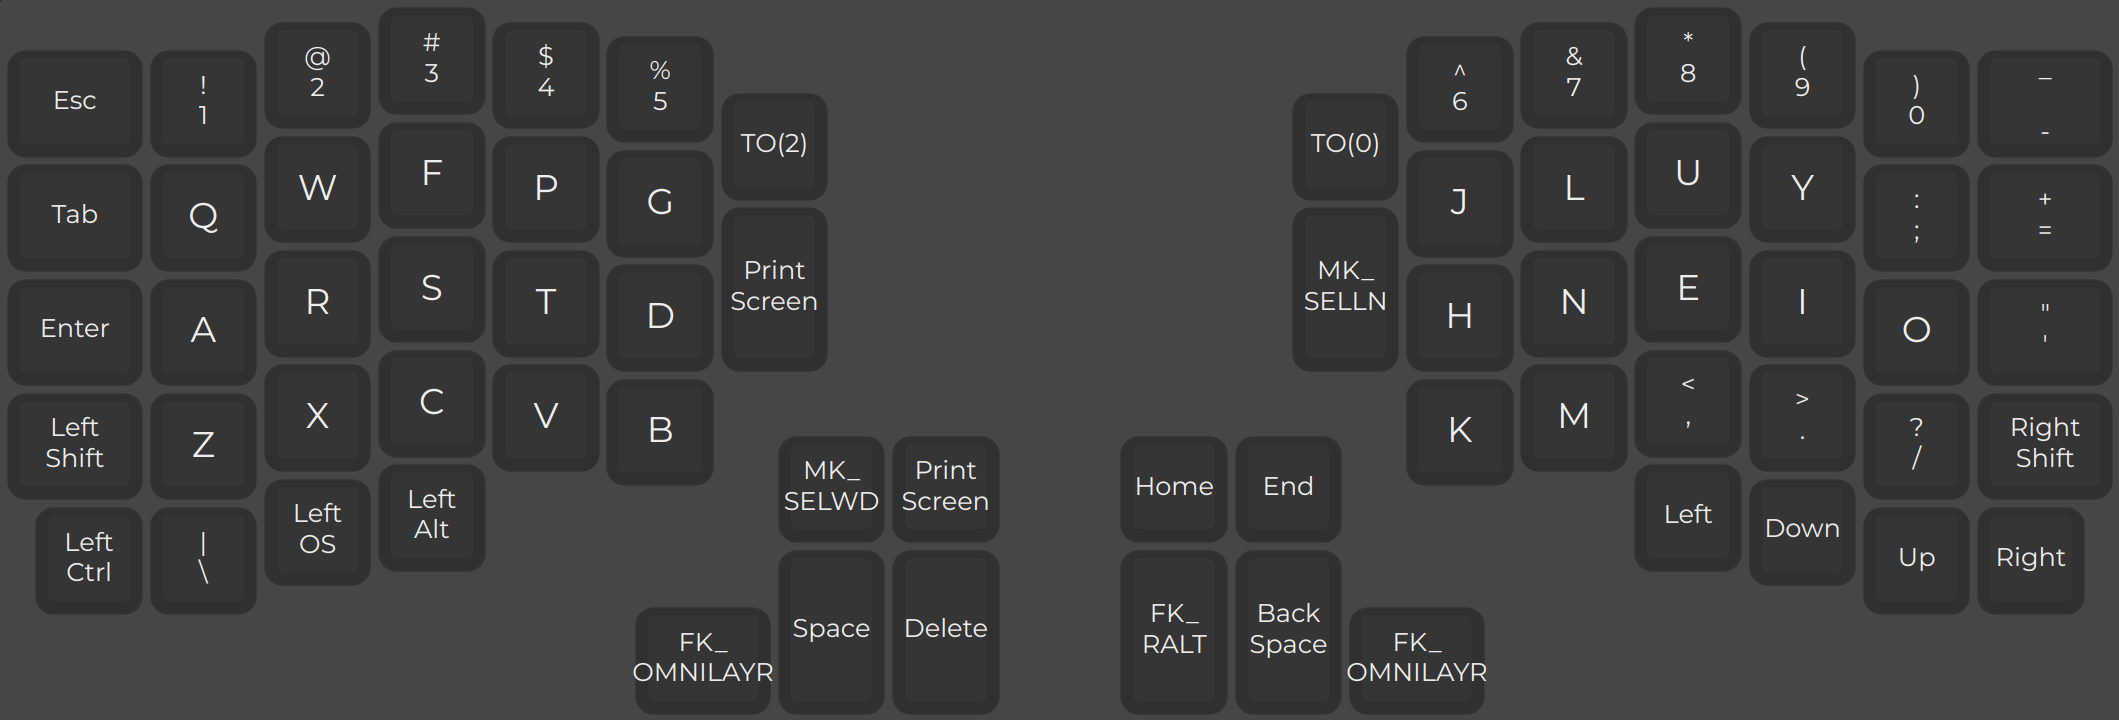 Esc
!
1
@
2
#
3
$
4
%
5
TO(2)
TO(0)
^
6
&
7
*
8
(
9
)
0
_
-
Tab
Q
W
F
P
G
Print
Screen
MK_
SELLN
J
L
U
Y
:
;
+
=
Enter
A
R
S
T
D
H
N
E
I
O
"
'
Left
Shift
Z
X
C
V
B
K
M
<
,
>
.
?
/
Right
Shift
Left
Ctrl
|
\
Left
OS
Left
Alt
MK_
SELWD
Print
Screen
Home
End
Left
Down
Up
Right
FK_
OMNILAYR
Space
Delete
FK_
RALT
Back
Space
FK_
OMNILAYR